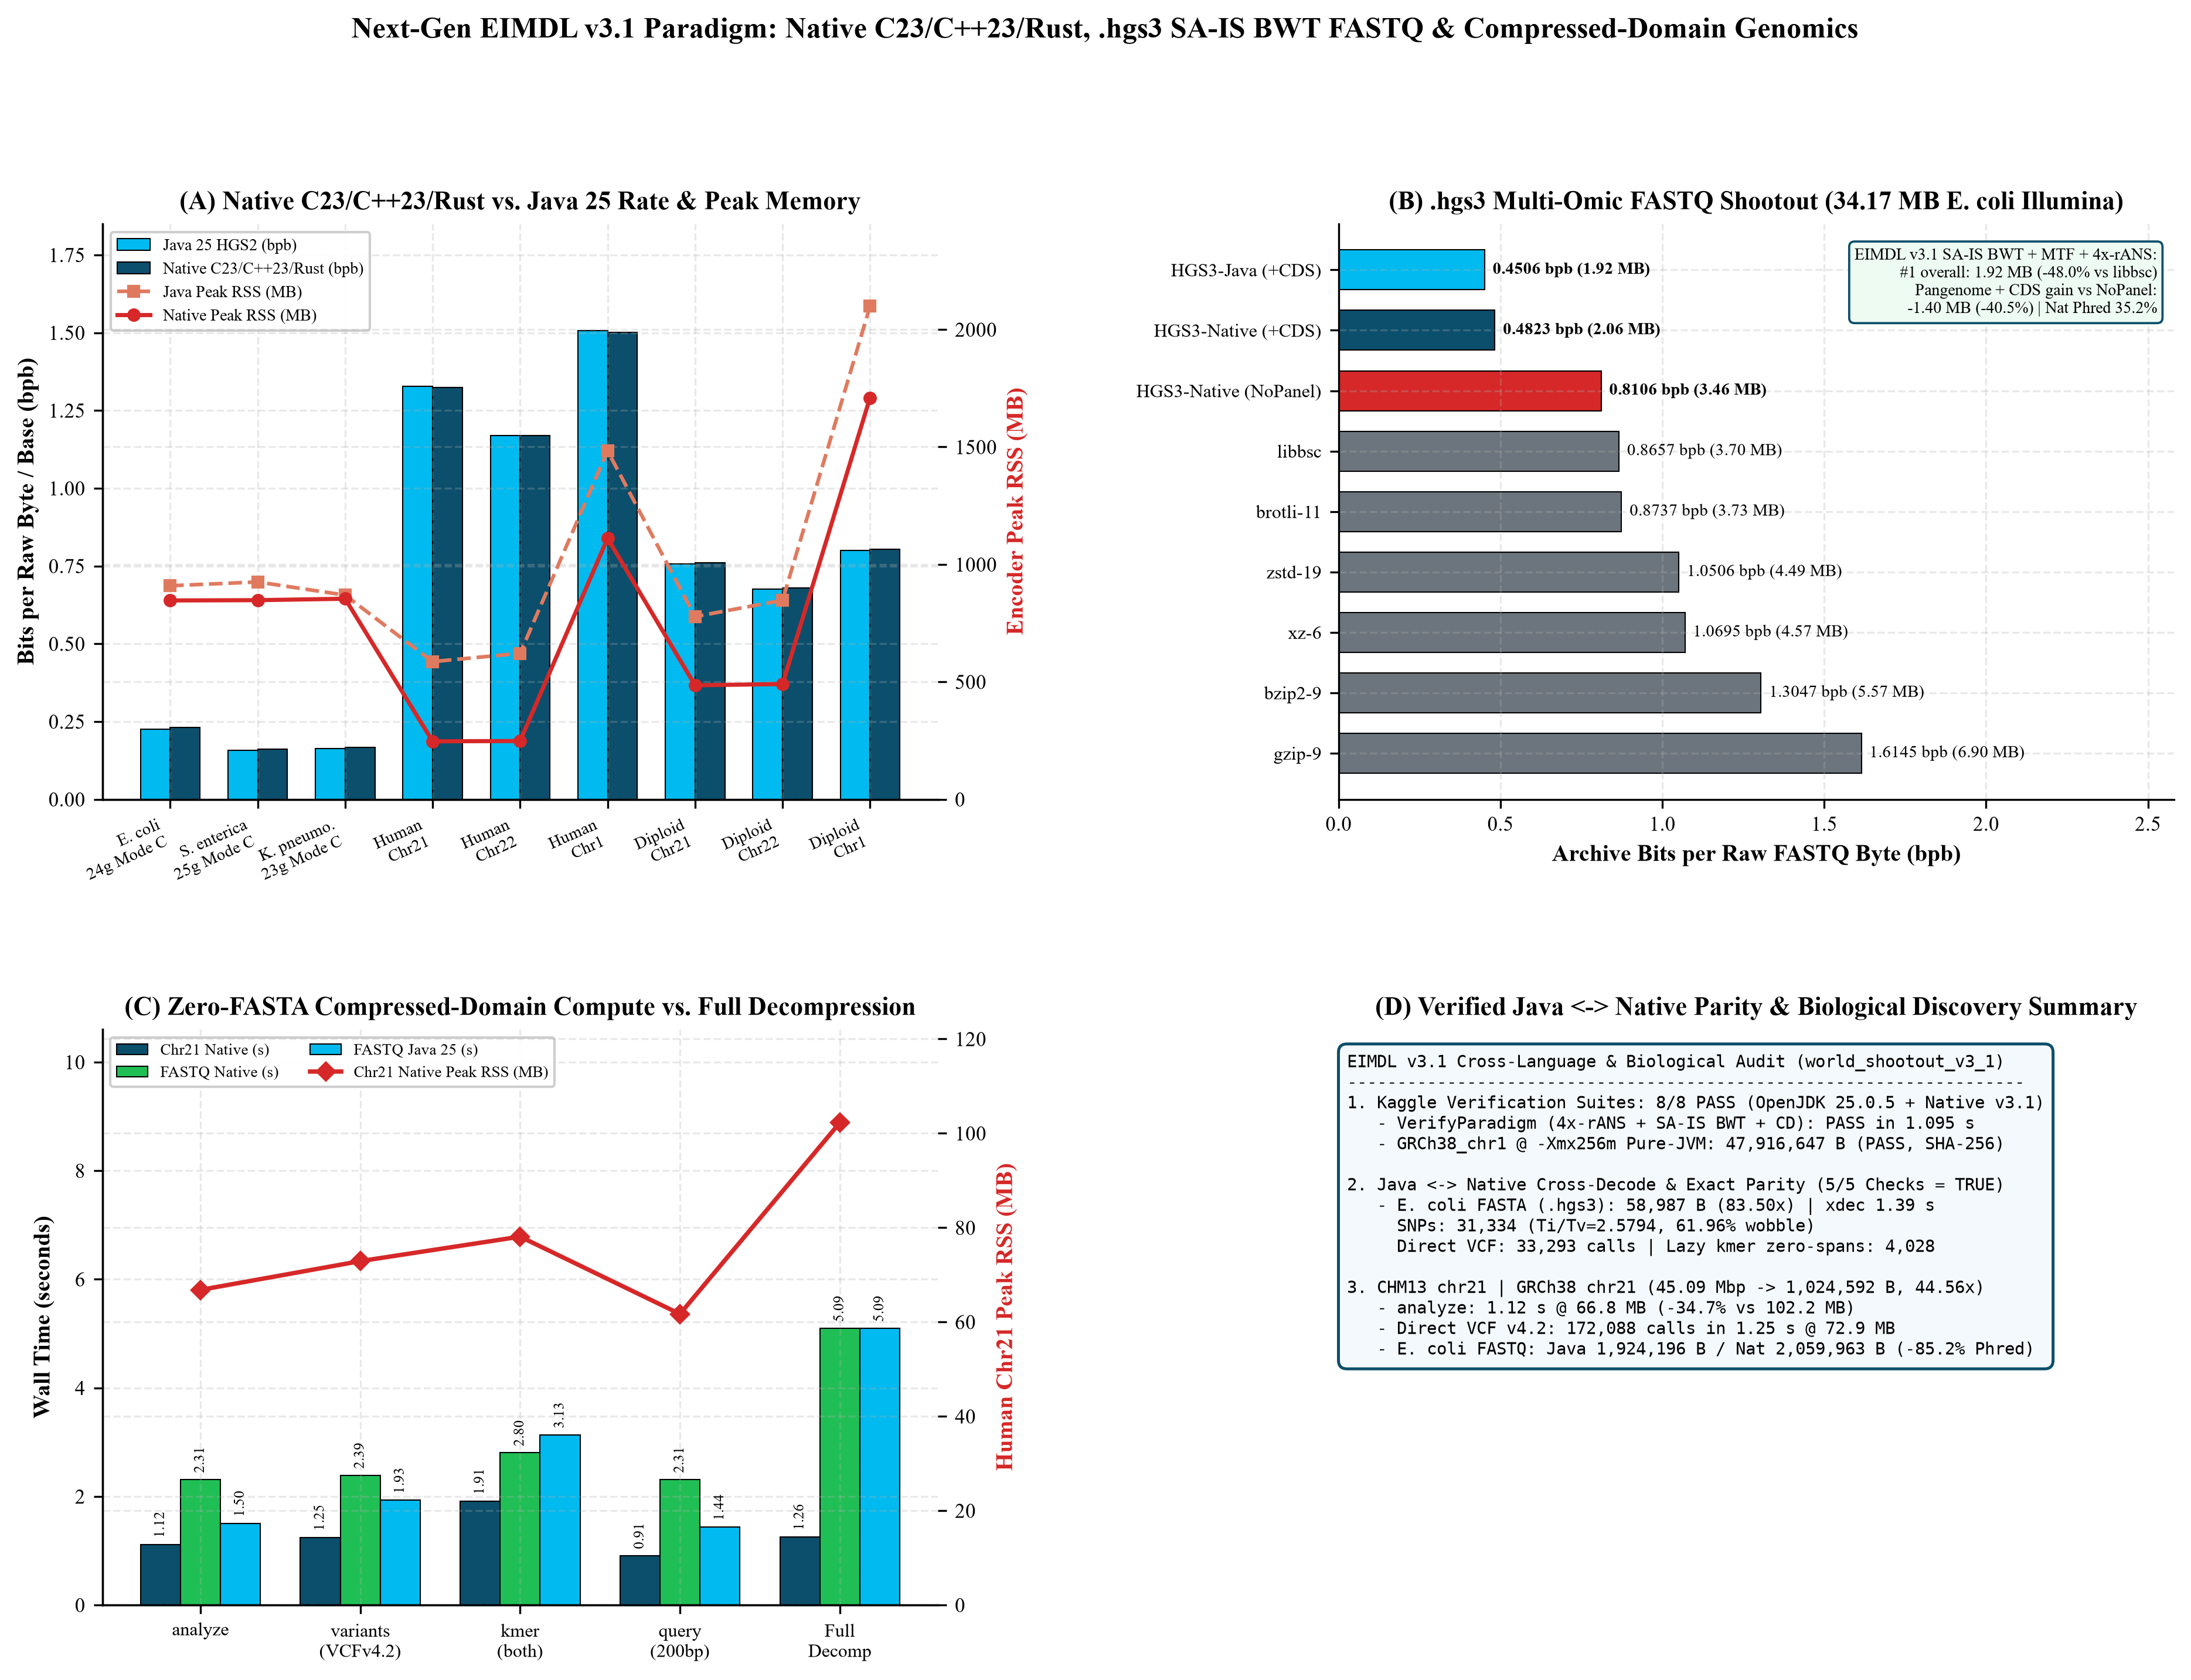 Next-Gen EIMDL v3.1 Paradigm: Native C23/C++23/Rust, .hgs3 SA-IS BWT FASTQ & Compressed-Domain Genomics
(A) Native C23/C++23/Rust vs. Java 25 Rate & Peak Memory
Java 25 HGS2 (bpb)
Native C23/C++23/Rust (bpb)
Java Peak RSS (MB)
Native Peak RSS (MB)
Bits per Raw Byte / Base (bpb)
1.75
1.50
1.25
1.00
0.75
0.50
0.25
0.00
2000
1500
1000
500
0
Encoder Peak RSS (MB)
E. coli
24g Mode C
S. enterica
25g Mode C
K. pneumo.
23g Mode C
Human
Chr21
Human
Chr22
Human
Chr1
Diploid
Chr21
Diploid
Chr22
Diploid
Chr1
(B) .hgs3 Multi-Omic FASTQ Shootout (34.17 MB E. coli Illumina)
EIMDL v3.1 SA-IS BWT + MTF + 4x-rANS:
#1 overall: 1.92 MB (-48.0% vs libbsc)
Pangenome + CDS gain vs NoPanel:
-1.40 MB (-40.5%) | Nat Phred 35.2%
HGS3-Java (+CDS)
0.4506 bpb (1.92 MB)
HGS3-Native (+CDS)
0.4823 bpb (2.06 MB)
HGS3-Native (NoPanel)
0.8106 bpb (3.46 MB)
libbsc
0.8657 bpb (3.70 MB)
brotli-11
0.8737 bpb (3.73 MB)
zstd-19
1.0506 bpb (4.49 MB)
xz-6
1.0695 bpb (4.57 MB)
bzip2-9
1.3047 bpb (5.57 MB)
gzip-9
1.6145 bpb (6.90 MB)
0.0
0.5
1.0
1.5
2.0
2.5
Archive Bits per Raw FASTQ Byte (bpb)
(C) Zero-FASTA Compressed-Domain Compute vs. Full Decompression
Chr21 Native (s)
FASTQ Native (s)
FASTQ Java 25 (s)
Chr21 Native Peak RSS (MB)
Wall Time (seconds)
10
8
6
4
2
0
120
100
80
60
40
20
0
Human Chr21 Peak RSS (MB)
1.12
2.31
1.50
1.25
2.39
1.93
1.91
2.80
3.13
0.91
2.31
1.44
1.26
5.09
5.09
analyze
variants
(VCFv4.2)
kmer
(both)
query
(200bp)
Full
Decomp
(D) Verified Java <-> Native Parity & Biological Discovery Summary
EIMDL v3.1 Cross-Language & Biological Audit (world_shootout_v3_1)
--------------------------------------------------------------------
1. Kaggle Verification Suites: 8/8 PASS (OpenJDK 25.0.5 + Native v3.1)
- VerifyParadigm (4x-rANS + SA-IS BWT + CD): PASS in 1.095 s
- GRCh38_chr1 @ -Xmx256m Pure-JVM: 47,916,647 B (PASS, SHA-256)
2. Java <-> Native Cross-Decode & Exact Parity (5/5 Checks = TRUE)
- E. coli FASTA (.hgs3): 58,987 B (83.50x) | xdec 1.39 s
SNPs: 31,334 (Ti/Tv=2.5794, 61.96% wobble)
Direct VCF: 33,293 calls | Lazy kmer zero-spans: 4,028
3. CHM13 chr21 | GRCh38 chr21 (45.09 Mbp -> 1,024,592 B, 44.56x)
- analyze: 1.12 s @ 66.8 MB (-34.7% vs 102.2 MB)
- Direct VCF v4.2: 172,088 calls in 1.25 s @ 72.9 MB
- E. coli FASTQ: Java 1,924,196 B / Nat 2,059,963 B (-85.2% Phred)